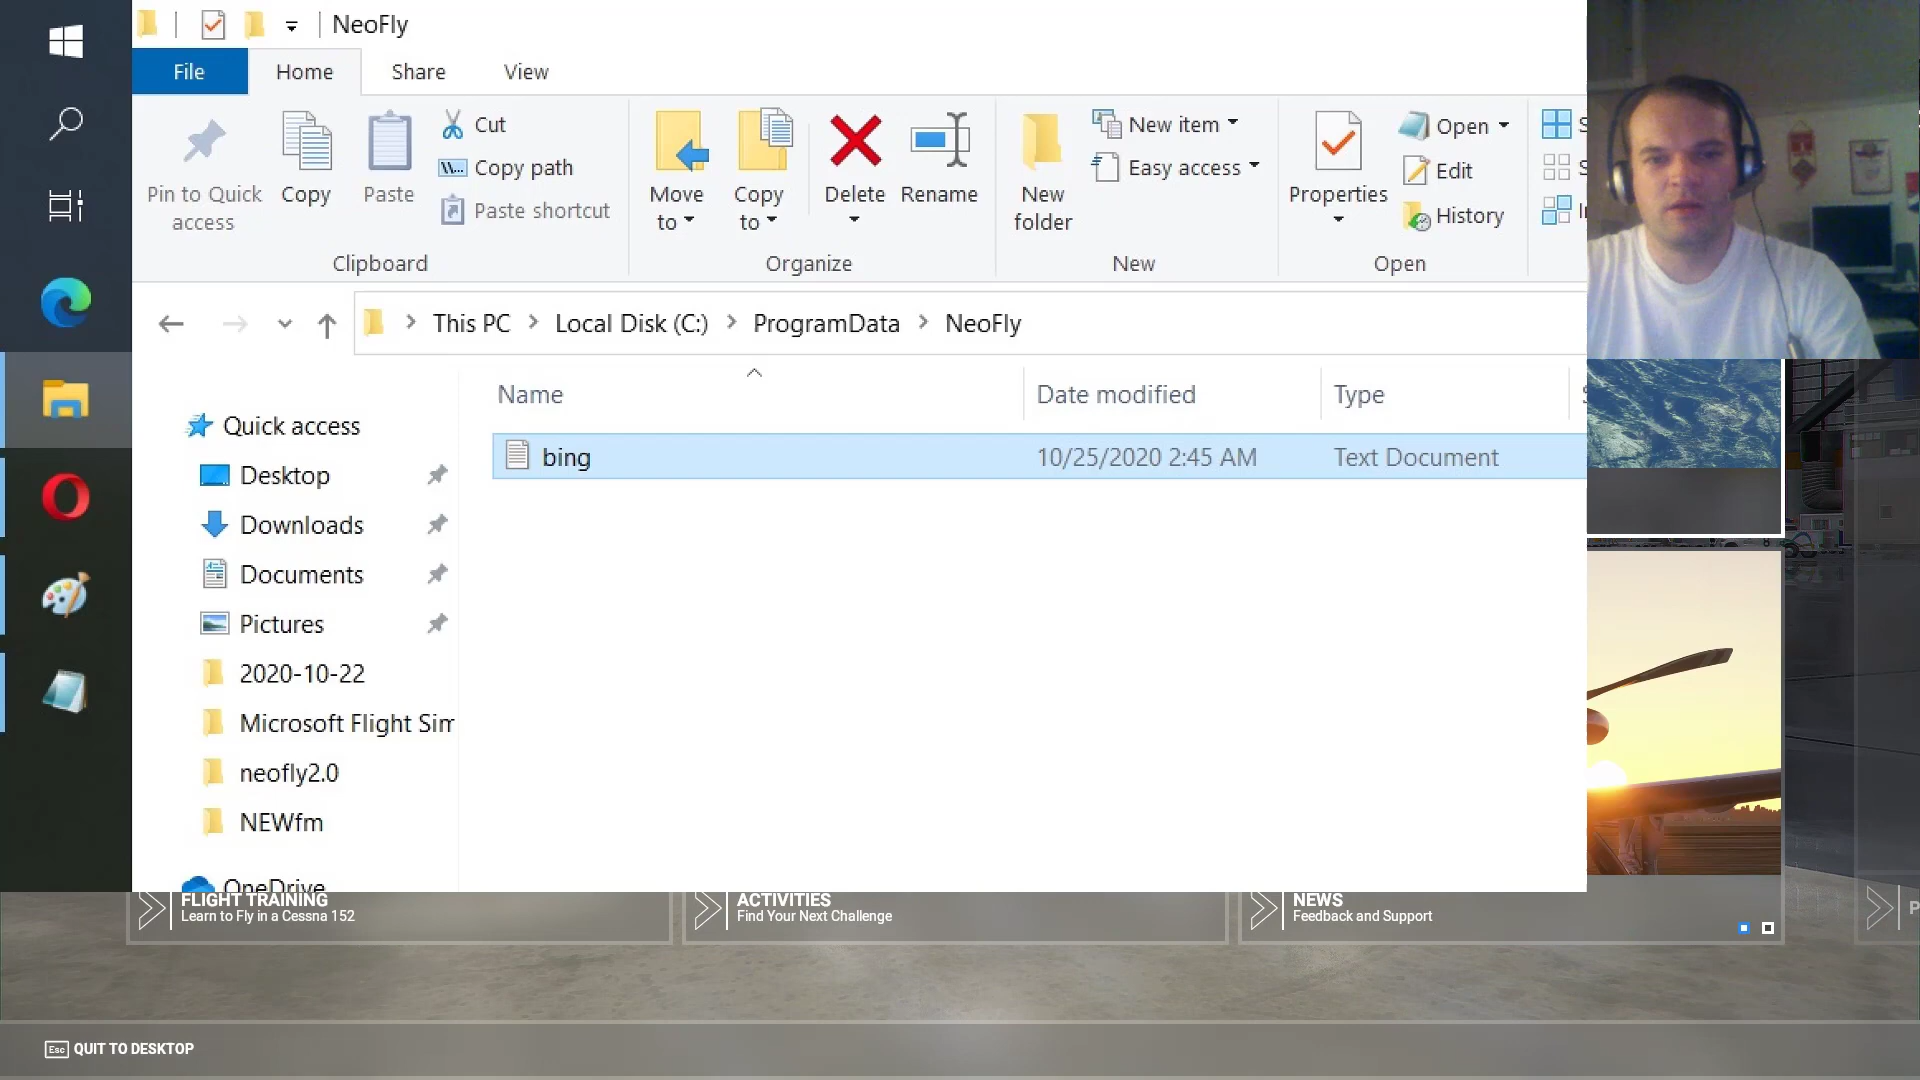 NeoFly
File Home Share View
Pin to Quick access
Copy
Paste
Cut
Copy path
Paste shortcut
Clipboard
Move to
Copy to
Delete
Rename
Organize
New folder
New item
Easy access
New
Properties
Open
Edit
History
Open
This PC > Local Disk (C:) > ProgramData > NeoFly
Name Date modified Type
bing 10/25/2020 2:45 AM Text Document
Quick access
Desktop
Downloads
Documents
Pictures
2020-10-22
Microsoft Flight Sim
neofly2.0
NEWfm
OneDrive
FLIGHT TRAINING
Learn to Fly in a Cessna 152
ACTIVITIES
Find Your Next Challenge
NEWS
Feedback and Support
P
Esc QUIT TO DESKTOP